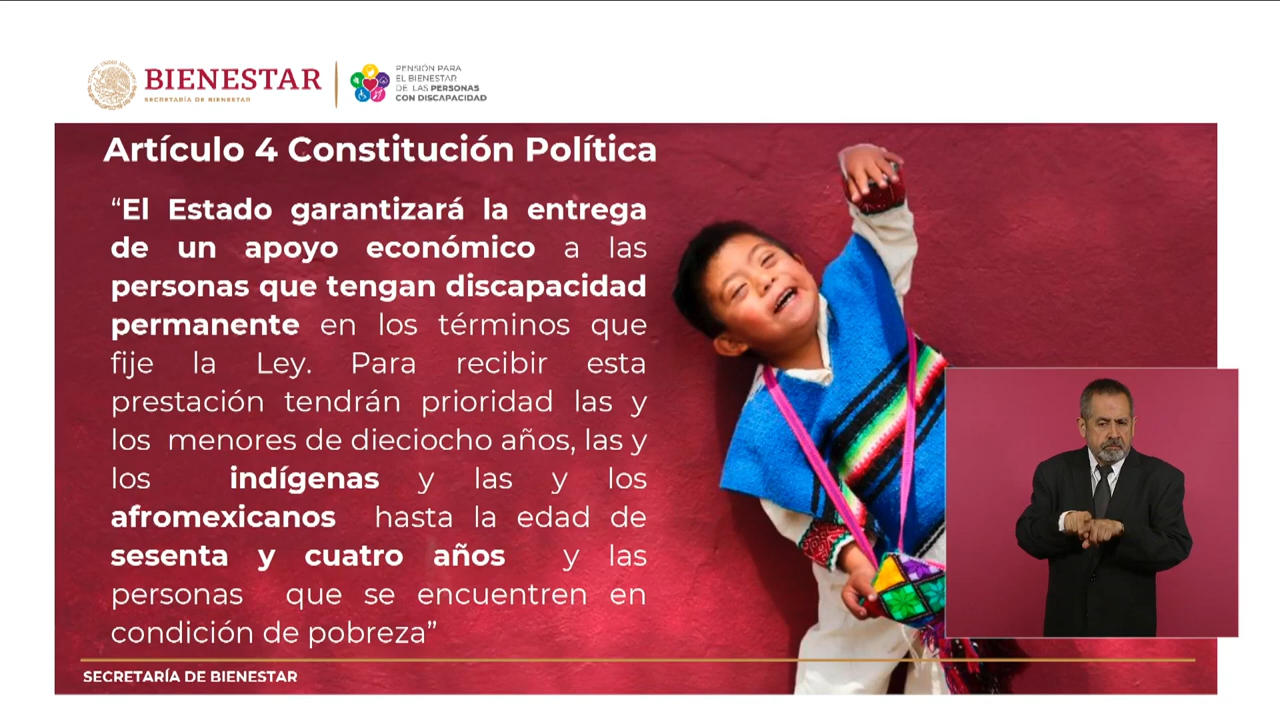 BIENESTAR
SECRETARÍA DE BIENESTAR
PENSIÓN PARA
EL BIENESTAR
DE LAS PERSONAS
CON DISCAPACIDAD
Artículo 4 Constitución Política
“El Estado garantizará la entrega
de un apoyo económico a las
personas que tengan discapacidad
permanente en los términos que
fije la Ley. Para recibir esta
prestación tendrán prioridad las y
los menores de dieciocho años, las y
los indígenas y las y los
afromexicanos hasta la edad de
sesenta y cuatro años y las
personas que se encuentren en
condición de pobreza”
SECRETARÍA DE BIENESTAR